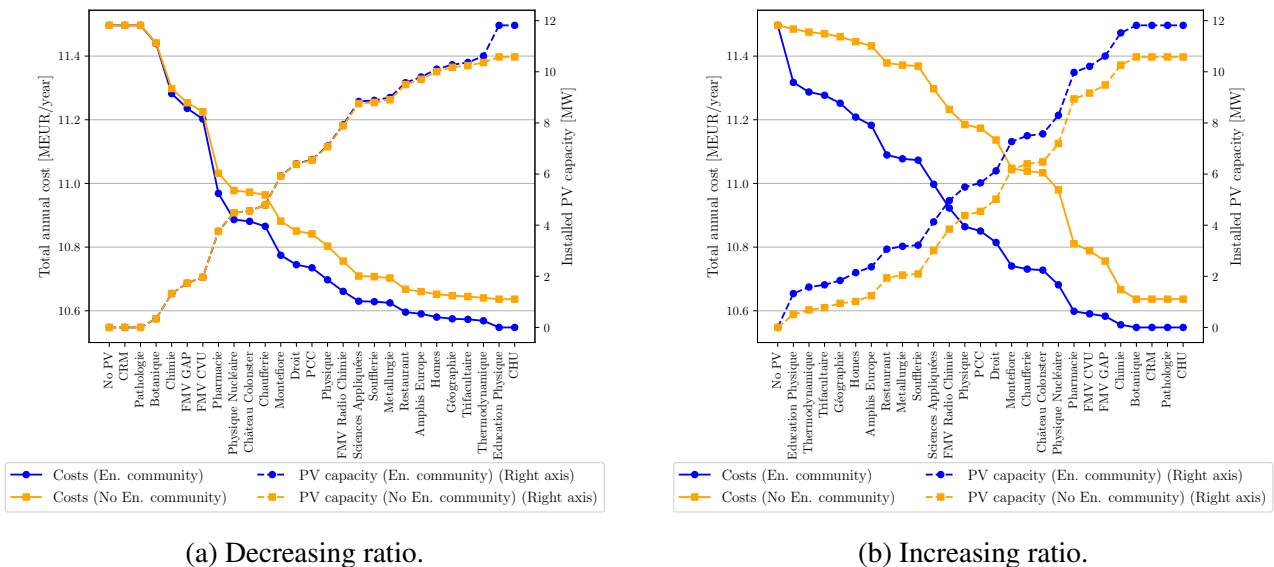 11.4
11.2
11.0
10.8
10.6
Total annual cost [MEUR/year]
12
10
8
6
4
2
0
Installed PV capacity [MW]
No PV
CRM
Pathologie
Botanique
Chimie
FMV GAP
FMV CVU
Pharmacie
Physique Nucléaire
Château Colonster
Chaufferie
Montefiore
Droit
PCC
Physique
FMV Radio Chimie
Sciences Appliquées
Soufflerie
Metallurgie
Restaurant
Amphis Europe
Homes
Géographie
Trifacultaire
Thermodynamique
Education Physique
CHU
Costs (En. community)
Costs (No En. community)
PV capacity (En. community) (Right axis)
PV capacity (No En. community) (Right axis)
(a) Decreasing ratio.
11.4
11.2
11.0
10.8
10.6
Total annual cost [MEUR/year]
12
10
8
6
4
2
0
Installed PV capacity [MW]
No PV
Education Physique
Thermodynamique
Trifacultaire
Géographie
Homes
Amphis Europe
Restaurant
Metallurgie
Soufflerie
Sciences Appliquées
FMV Radio Chimie
Physique
PCC
Droit
Montefiore
Chaufferie
Château Colonster
Physique Nucléaire
Pharmacie
FMV CVU
FMV GAP
Chimie
Botanique
CRM
Pathologie
CHU
Costs (En. community)
Costs (No En. community)
PV capacity (En. community) (Right axis)
PV capacity (No En. community) (Right axis)
(b) Increasing ratio.